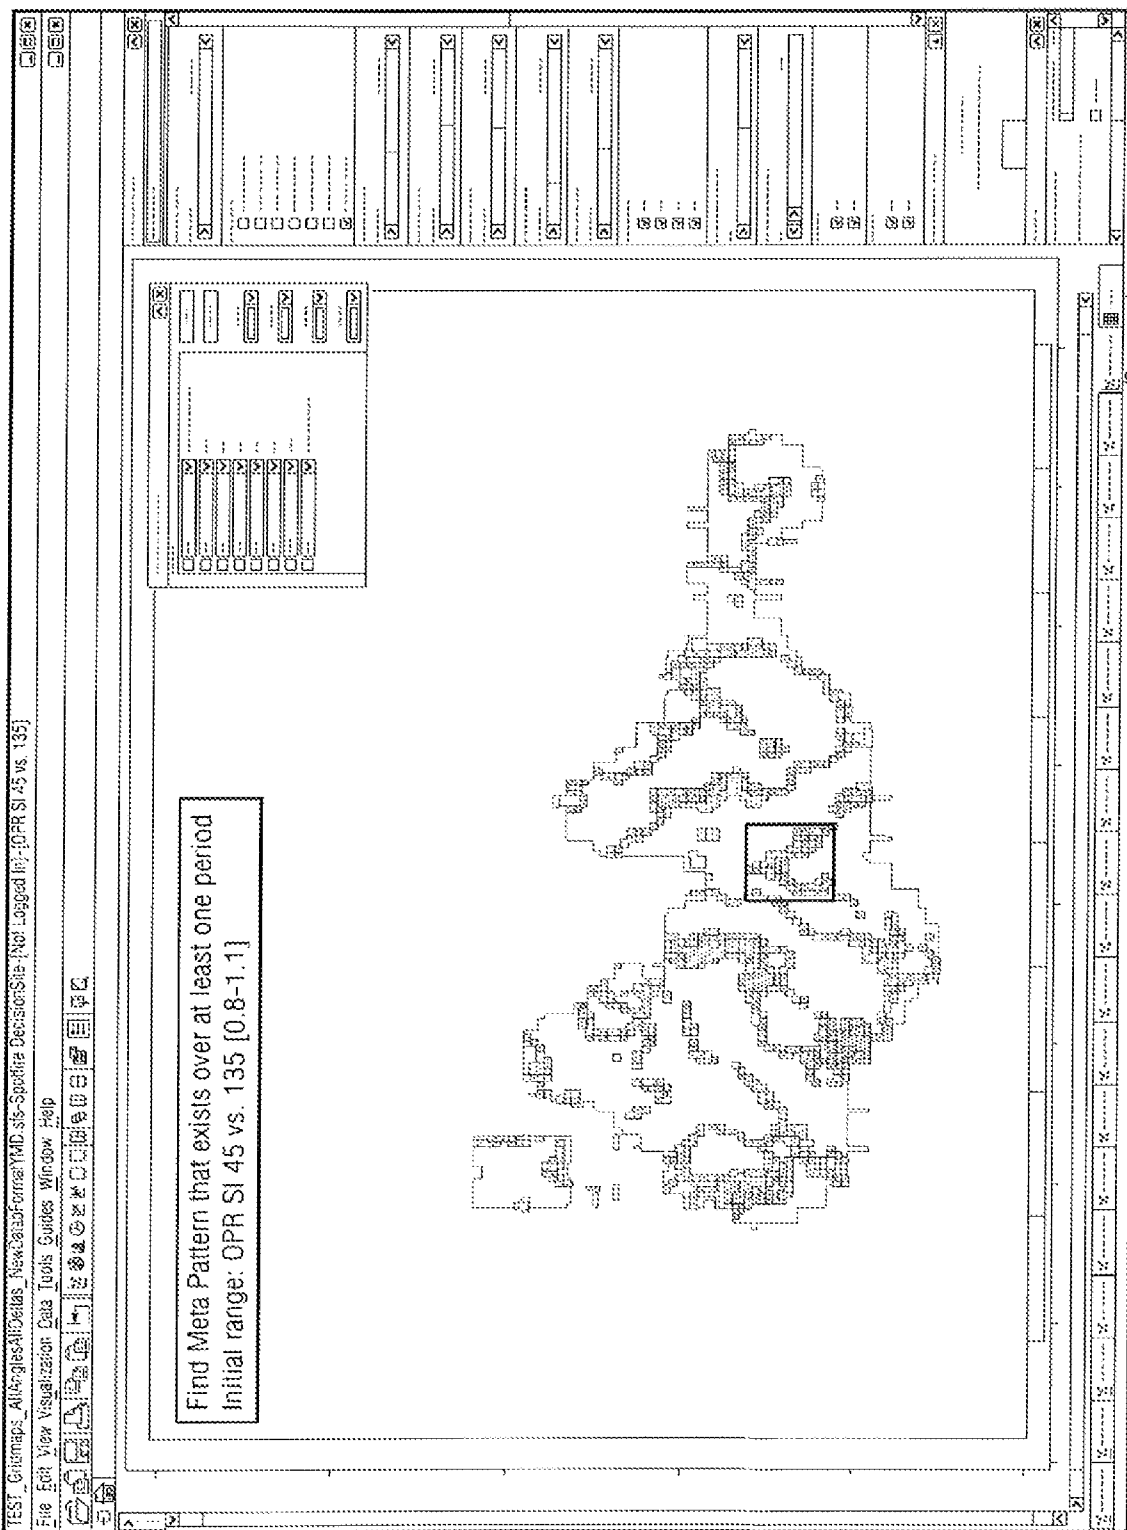 TEST_Gridmaps_AllAnglesAllDeltas_NewDatabFormatYMD.sfs-Spotfire DecisionSite-[Not Logged In]-[OPR SI 45 vs. 135]
File Edit View Visualization Data Tools Guides Window Help
Find Meta Pattern that exists over at least one period
Initial range: OPR SI 45 vs. 135 [0.8-1.1]